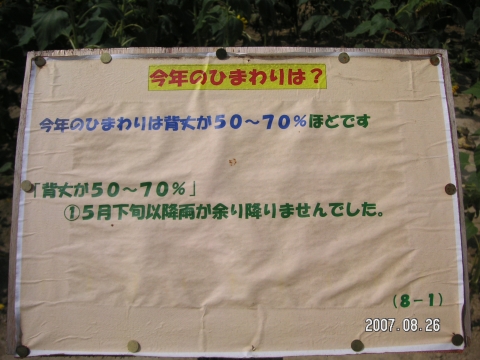 今年のひまわりは？
今年のひまわりは背丈が５０～７０％ほどです
「背丈が５０～７０％」
①５月下旬以降雨が余り降りませんでした。
（８－１）
2007.08.26